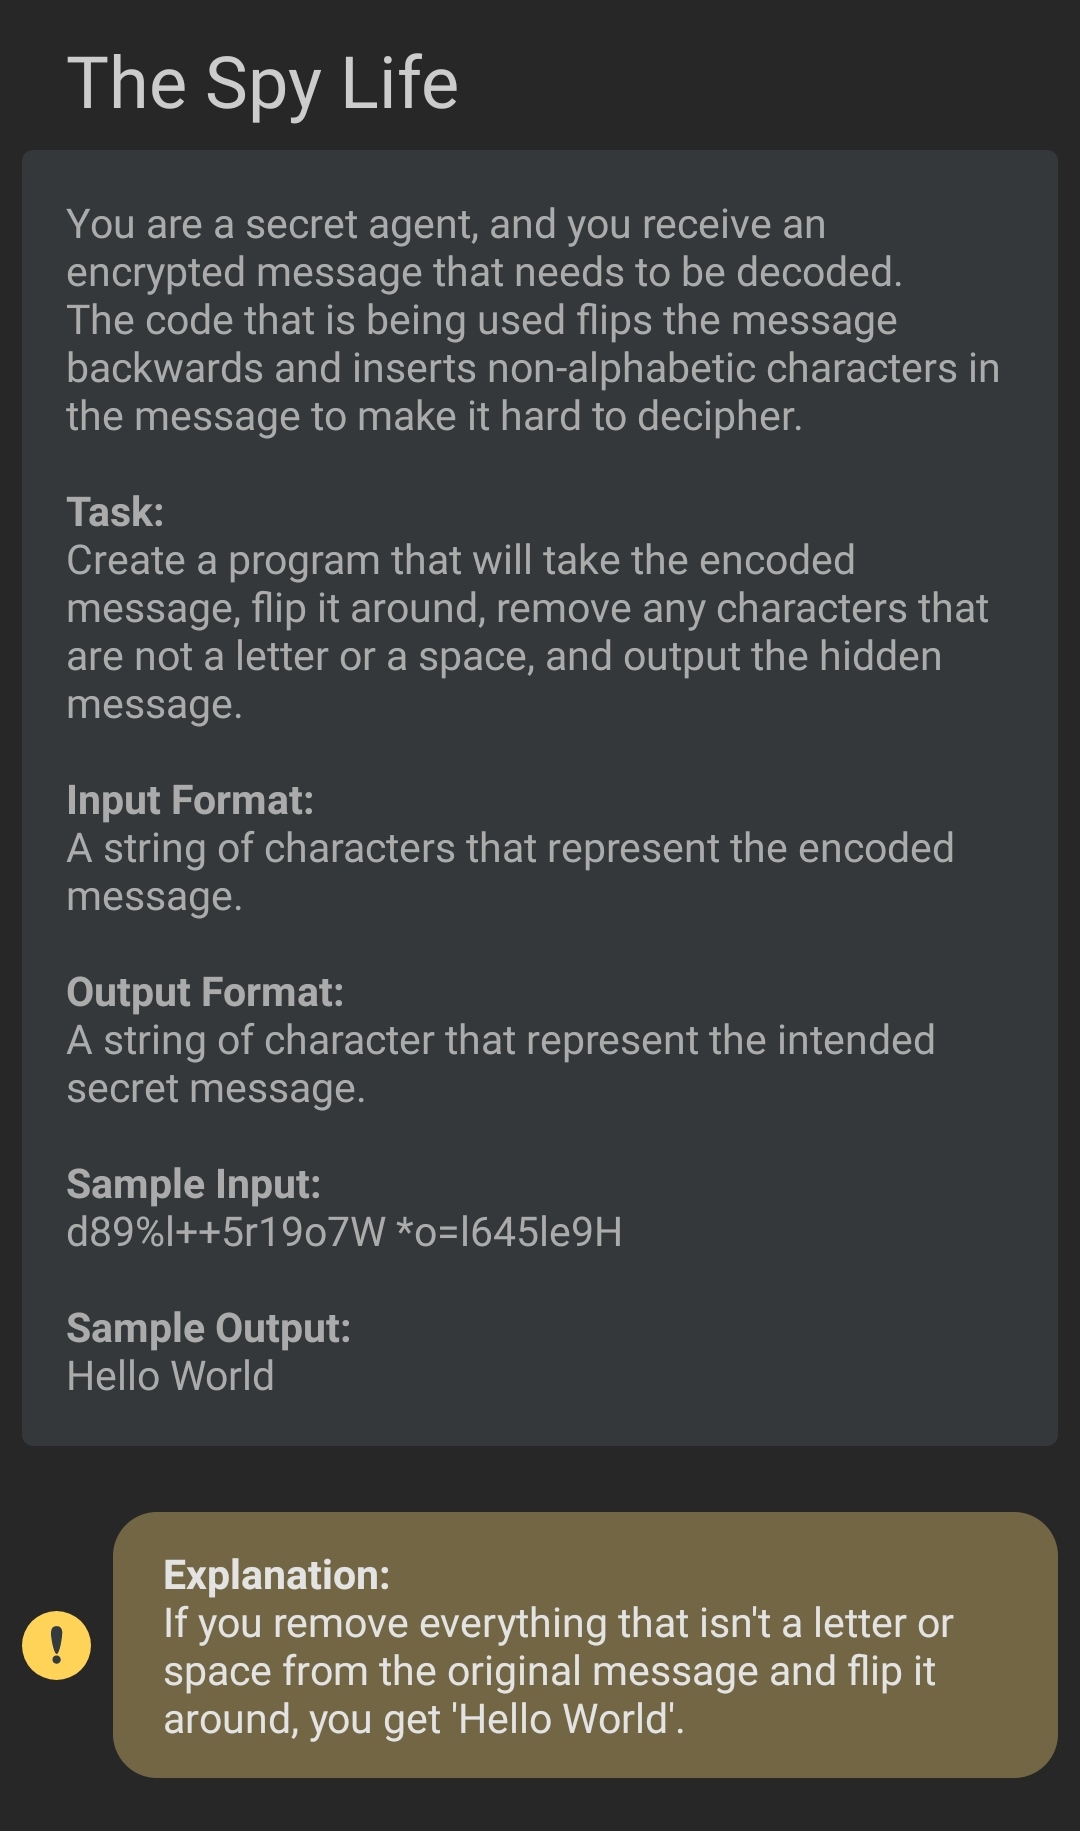 The Spy Life
You are a secret agent, and you receive an
encrypted message that needs to be decoded.
The code that is being used flips the message
backwards and inserts non-alphabetic characters in
the message to make it hard to decipher.
Task:
Create a program that will take the encoded
message, flip it around, remove any characters that
are not a letter or a space, and output the hidden
message.
Input Format:
A string of characters that represent the encoded
message.
Output Format:
A string of character that represent the intended
secret message.
Sample Input:
d89%l++5r19o7W *o=l645le9H
Sample Output:
Hello World
Explanation:
If you remove everything that isn't a letter or
space from the original message and flip it
around, you get 'Hello World'.